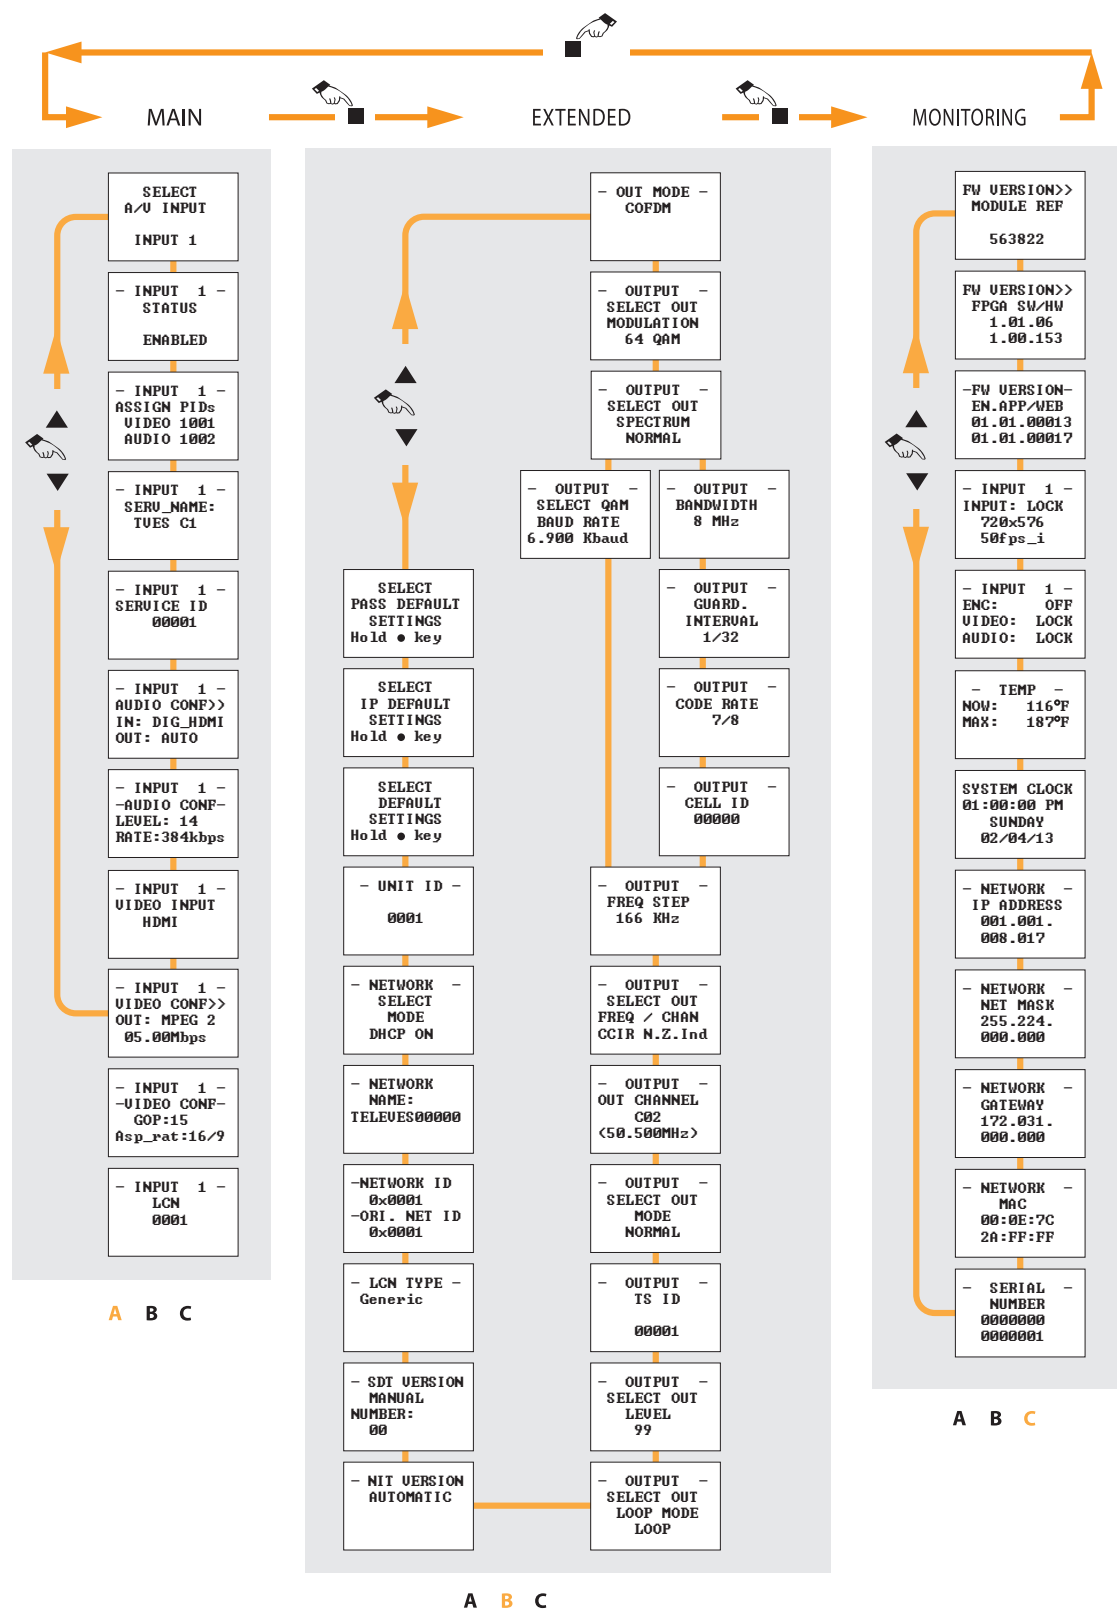 MAIN
EXTENDED
MONITORING
SELECT
A/V INPUT
INPUT 1
- INPUT 1 -
STATUS
ENABLED
- INPUT 1 -
ASSIGN PIDs
VIDEO 1001
AUDIO 1002
- INPUT 1 -
SERV_NAME:
TVES C1
- INPUT 1 -
SERVICE ID
00001
- INPUT 1 -
AUDIO CONF>>
IN: DIG_HDMI
OUT: AUTO
- INPUT 1 -
-AUDIO CONF-
LEVEL: 14
RATE:384kbps
- INPUT 1 -
VIDEO INPUT
HDMI
- INPUT 1 -
VIDEO CONF>>
OUT: MPEG 2
05.00Mbps
- INPUT 1 -
-VIDEO CONF-
GOP:15
Asp_rat:16/9
- INPUT 1 -
LCN
0001
A B C
- OUT MODE -
COFDM
- OUTPUT -
SELECT OUT
MODULATION
64 QAM
- OUTPUT -
SELECT OUT
SPECTRUM
NORMAL
- OUTPUT -
SELECT QAM
BAUD RATE
6.900 Kbaud
- OUTPUT -
BANDWIDTH
8 MHz
- OUTPUT -
GUARD.
INTERVAL
1/32
- OUTPUT -
CODE RATE
7/8
- OUTPUT -
CELL ID
00000
- OUTPUT -
FREQ STEP
166 KHz
- OUTPUT -
SELECT OUT
FREQ / CHAN
CCIR N.Z.Ind
- OUTPUT -
OUT CHANNEL
C02
(50.500MHz)
- OUTPUT -
SELECT OUT
MODE
NORMAL
- OUTPUT -
TS ID
00001
- OUTPUT -
SELECT OUT
LEVEL
99
- OUTPUT -
SELECT OUT
LOOP MODE
LOOP
SELECT
PASS DEFAULT
SETTINGS
Hold ● key
SELECT
IP DEFAULT
SETTINGS
Hold ● key
SELECT
DEFAULT
SETTINGS
Hold ● key
- UNIT ID -
0001
- NETWORK -
SELECT
MODE
DHCP ON
- NETWORK
NAME:
TELEVES00000
-NETWORK ID
0x0001
-ORI. NET ID
0x0001
- LCN TYPE -
Generic
- SDT VERSION
MANUAL
NUMBER:
00
- NIT VERSION
AUTOMATIC
A B C
FW VERSION>>
MODULE REF
563822
FW VERSION>>
FPGA SW/HW
1.01.06
1.00.153
-FW VERSION-
EN.APP/WEB
01.01.00013
01.01.00017
- INPUT 1 -
INPUT: LOCK
720x576
50fps_i
- INPUT 1 -
ENC: OFF
VIDEO: LOCK
AUDIO: LOCK
- TEMP -
NOW: 116ºF
MAX: 187ºF
SYSTEM CLOCK
01:00:00 PM
SUNDAY
02/04/13
- NETWORK -
IP ADDRESS
001.001.
008.017
- NETWORK -
NET MASK
255.224.
000.000
- NETWORK -
GATEWAY
172.031.
000.000
- NETWORK -
MAC
00:0E:7C
2A:FF:FF
- SERIAL -
NUMBER
0000000
0000001
A B C